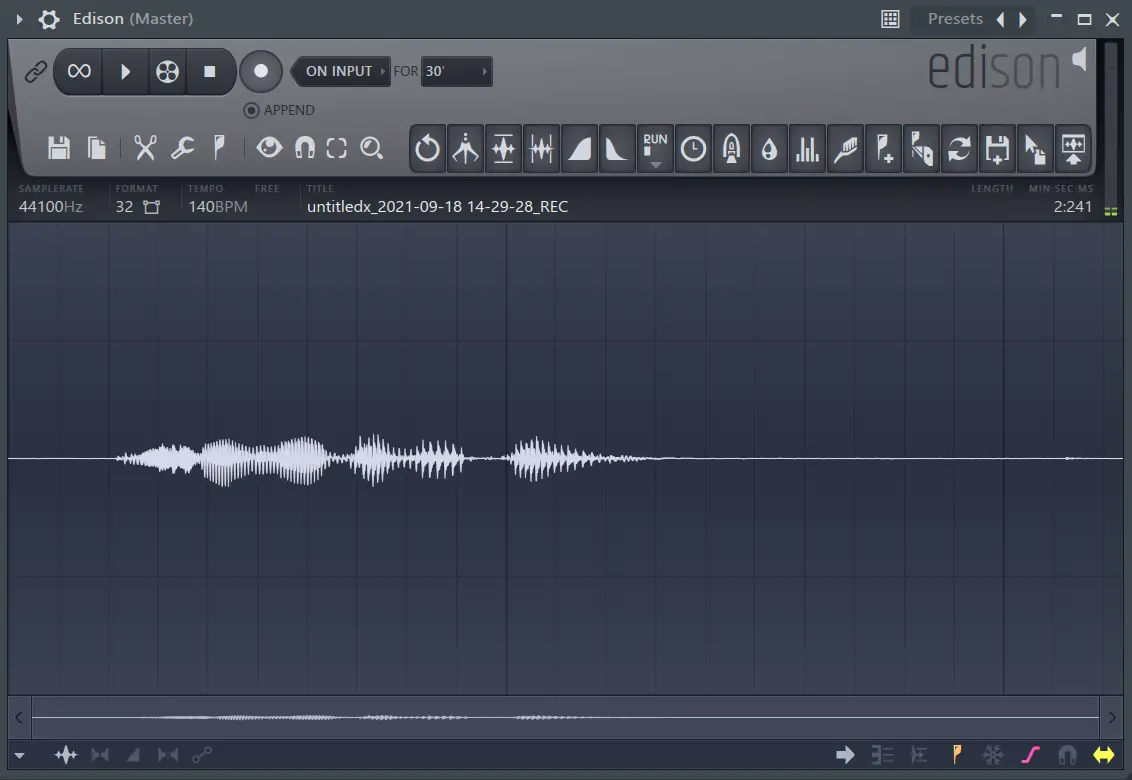 Edison (Master)
Presets
edison
ON INPUT FOR 30'
APPEND
RUN
SAMPLERATE FORMAT TEMPO FREE TITLE LENGTH MIN:SEC:MS
44100Hz 32 140BPM untitledx_2021-09-18 14-29-28_REC 2:241